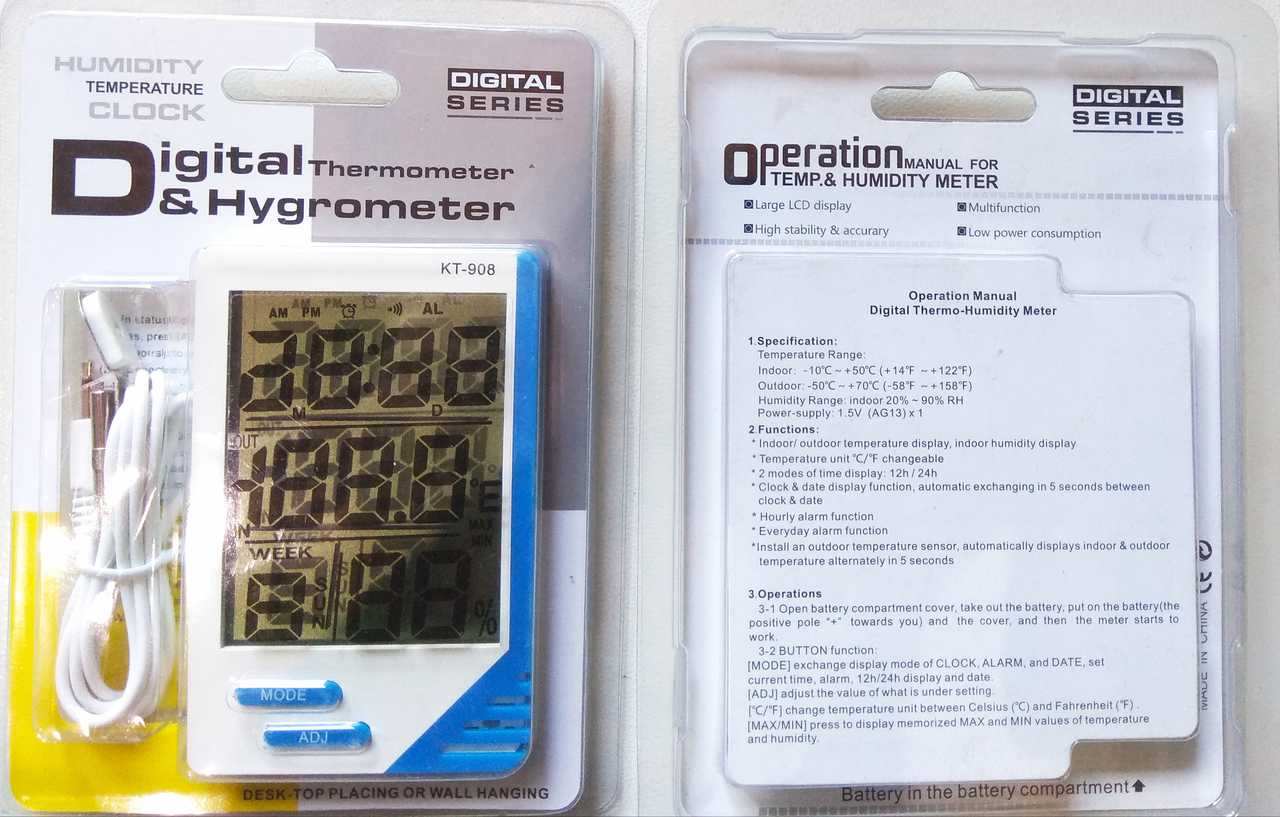 HUMIDITY
TEMPERATURE
CLOCK
DIGITAL
SERIES
Digital Thermometer
& Hygrometer
KT-908
AM PM AL
M D
OUT
IN
MAX
MIN
WEEK
SUN
%
MODE
ADJ
DESK-TOP PLACING OR WALL HANGING
DIGITAL
SERIES
Operation MANUAL FOR
TEMP.& HUMIDITY METER
Large LCD display
Multifunction
High stability & accurary
Low power consumption
Operation Manual
Digital Thermo-Humidity Meter
1.Specification:
Temperature Range:
Indoor: -10℃ ~ +50℃ (+14℉ ~ +122℉)
Outdoor: -50℃ ~ +70℃ (-58℉ ~ +158℉)
Humidity Range: indoor 20% ~ 90% RH
Power-supply: 1.5V (AG13) x 1
2.Functions:
* Indoor/ outdoor temperature display, indoor humidity display
* Temperature unit ℃/℉ changeable
* 2 modes of time display: 12h / 24h
* Clock & date display function, automatic exchanging in 5 seconds between
clock & date
* Hourly alarm function
* Everyday alarm function
*Install an outdoor temperature sensor, automatically displays indoor & outdoor
temperature alternately in 5 seconds
3.Operations
3-1 Open battery compartment cover, take out the battery, put on the battery(the
positive pole "+" towards you) and the cover, and then the meter starts to
work.
3-2 BUTTON function:
[MODE] exchange display mode of CLOCK, ALARM, and DATE, set
current time, alarm, 12h/24h display and date.
[ADJ] adjust the value of what is under setting.
[℃/℉] change temperature unit between Celsius (℃) and Fahrenheit (℉) .
[MAX/MIN] press to display memorized MAX and MIN values of temperature
and humidity.
MADE IN CHINA CE
Battery in the battery compartment